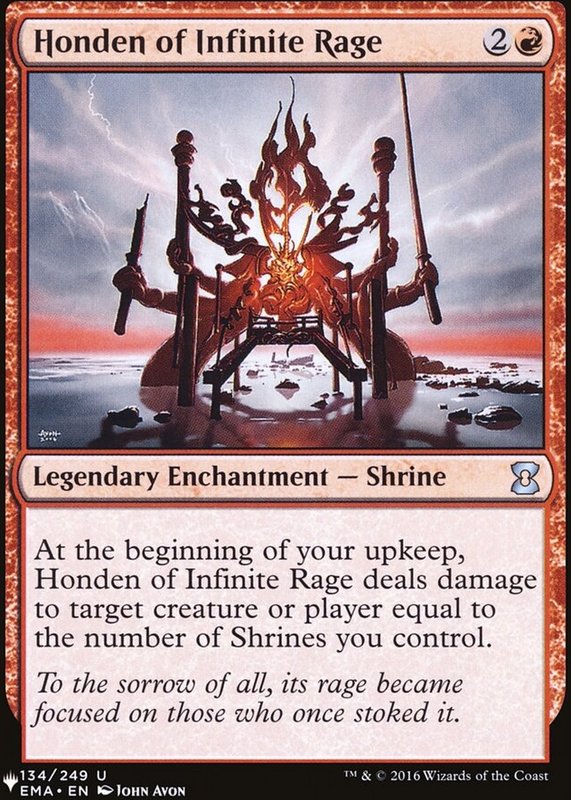 Honden of Infinite Rage 2
AVON
2004
Legendary Enchantment — Shrine
At the beginning of your upkeep,
Honden of Infinite Rage deals damage
to target creature or player equal to
the number of Shrines you control.
To the sorrow of all, its rage became
focused on those who once stoked it.
134/249 U
EMA • EN JOHN AVON
™ & © 2016 Wizards of the Coast